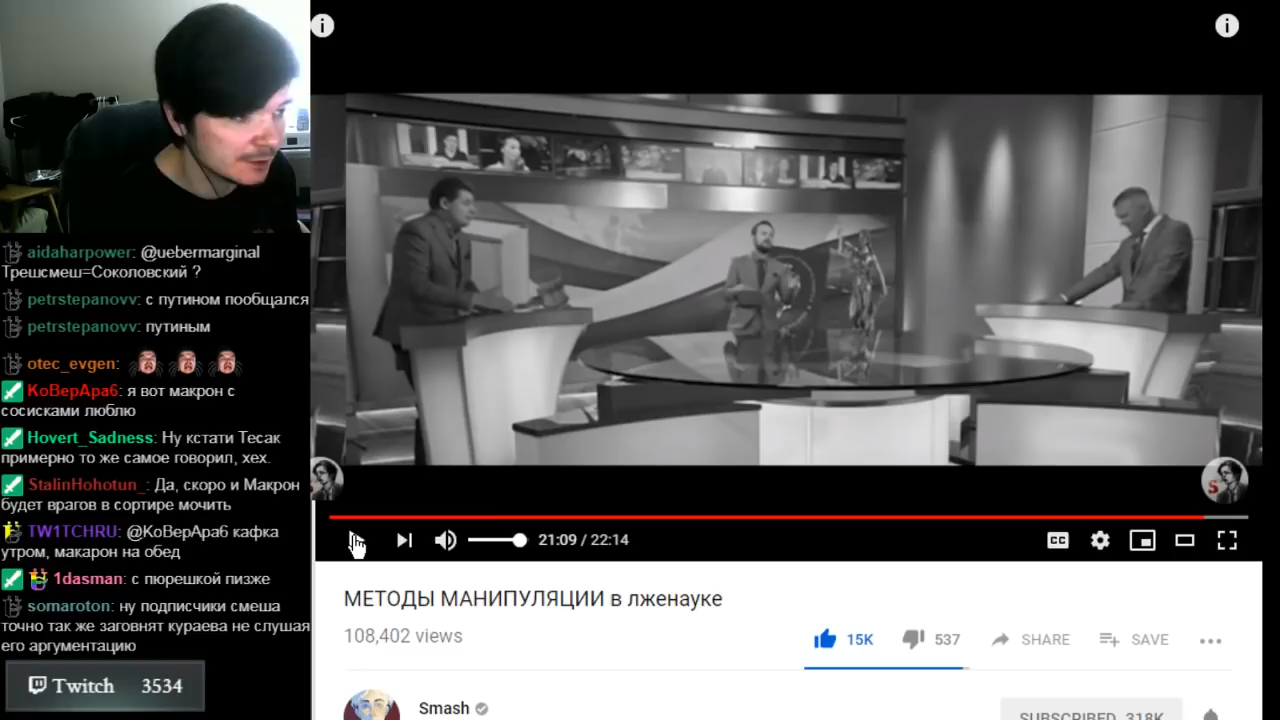 aidaharpower: @uebermarginal
Трешсмеш=Соколовский ?
petrstepanovv: с путином пообщался
petrstepanovv: путиным
otec_evgen:
KoBepApa6: я вот макрон с
сосисками люблю
Hovert_Sadness: Ну кстати Тесак
примерно то же самое говорил, хех.
StalinHohotun_: Да, скоро и Макрон
будет врагов в сортире мочить
TW1TCHRU: @KoBepApa6 кафка
утром, макарон на обед
1dasman: с пюрешкой пизже
somaroton: ну подписчики смеша
точно так же заговнят кураева не слушая
его аргументацию
Twitch 3534
21:09 / 22:14
CC
МЕТОДЫ МАНИПУЛЯЦИИ в лженауке
108,402 views
15K 537 SHARE SAVE
Smash
SUBSCRIBED 318K